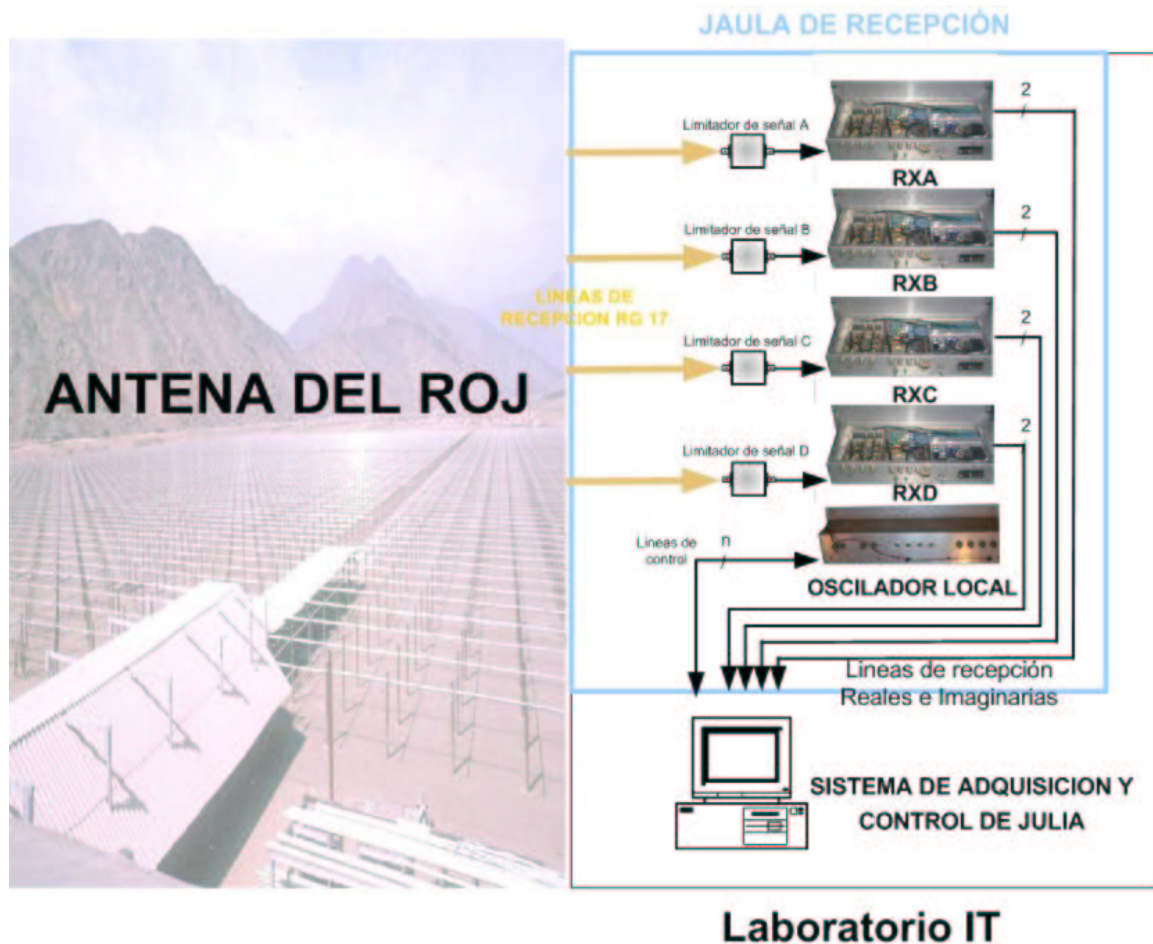 JAULA DE RECEPCIÓN
2
Limitador de señal A
RXA
2
Limitador de señal B
RXB
LINEAS DE
RECEPCION RG 17
2
Limitador de señal C
RXC
ANTENA DEL ROJ
2
Limitador de señal D
RXD
Lineas de
control
n
OSCILADOR LOCAL
Lineas de recepción
Reales e Imaginarias
SISTEMA DE ADQUISICION Y
CONTROL DE JULIA
Laboratorio IT